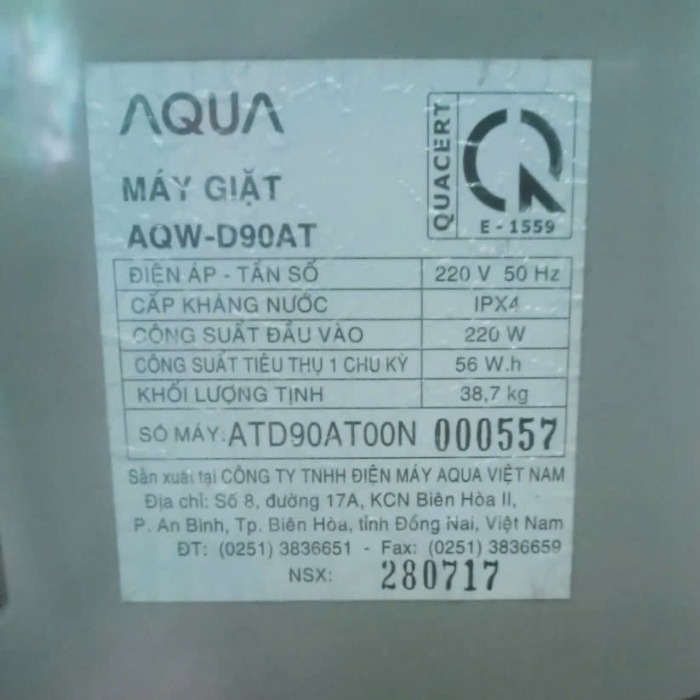 AQUA
MÁY GIẶT
AQW-D90AT
QUACERT
E - 1559
ĐIỆN ÁP - TẦN SỐ 220 V 50 Hz
CẤP KHÁNG NƯỚC IPX4
CÔNG SUẤT ĐẦU VÀO 220 W
CÔNG SUẤT TIÊU THỤ 1 CHU KỲ 56 W.h
KHỐI LƯỢNG TỊNH 38,7 kg
SỐ MÁY: ATD90AT00N 000557
Sản xuất tại CÔNG TY TNHH ĐIỆN MÁY AQUA VIỆT NAM
Địa chỉ: Số 8, đường 17A, KCN Biên Hòa II,
P. An Bình, Tp. Biên Hòa, tỉnh Đồng Nai, Việt Nam
ĐT: (0251) 3836651 - Fax: (0251) 3836659
NSX: 280717